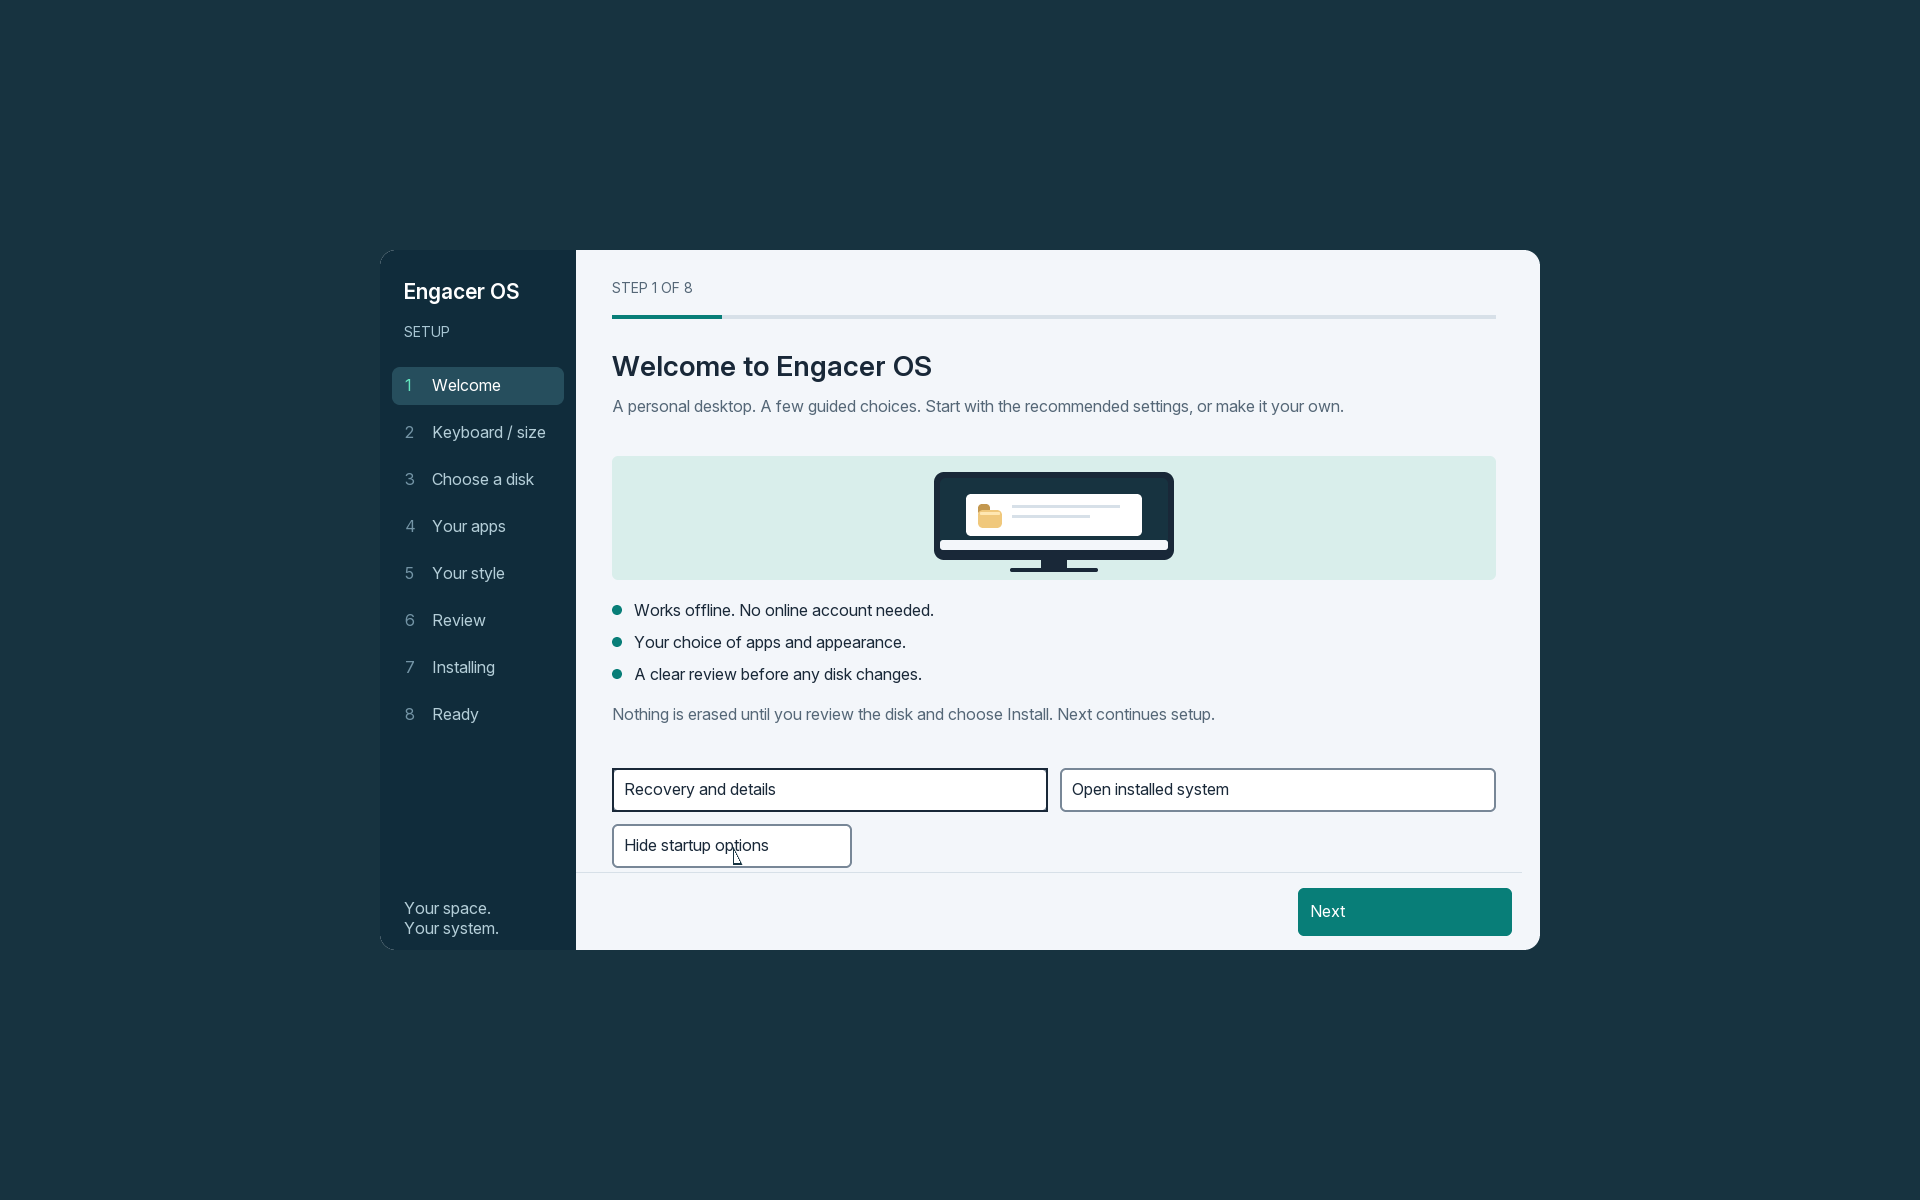 Engacer OS
SETUP
1 Welcome
2 Keyboard / size
3 Choose a disk
4 Your apps
5 Your style
6 Review
7 Installing
8 Ready
Your space.
Your system.
STEP 1 OF 8
Welcome to Engacer OS
A personal desktop. A few guided choices. Start with the recommended settings, or make it your own.
Works offline. No online account needed.
Your choice of apps and appearance.
A clear review before any disk changes.
Nothing is erased until you review the disk and choose Install. Next continues setup.
Recovery and details
Open installed system
Hide startup options
Next